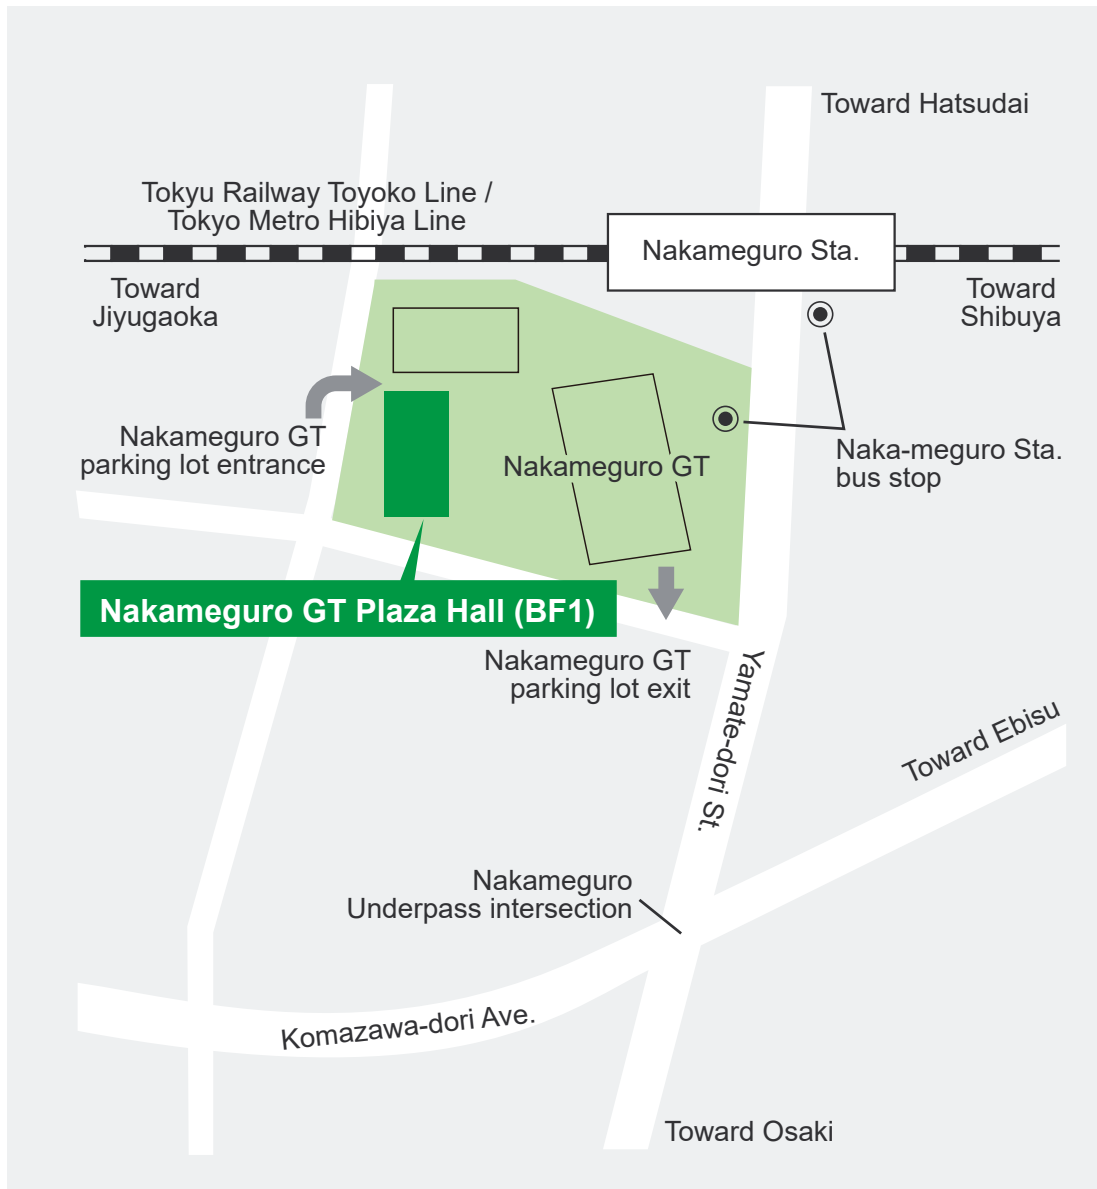 Toward Hatsudai
Tokyu Railway Toyoko Line /
Tokyo Metro Hibiya Line
Nakameguro Sta.
Toward
Jiyugaoka
Toward
Shibuya
Nakameguro GT
parking lot entrance
Nakameguro GT
Naka-meguro Sta.
bus stop
Nakameguro GT Plaza Hall (BF1)
Nakameguro GT
parking lot exit
Yamate-dori St.
Toward Ebisu
Nakameguro
Underpass intersection
Komazawa-dori Ave.
Toward Osaki